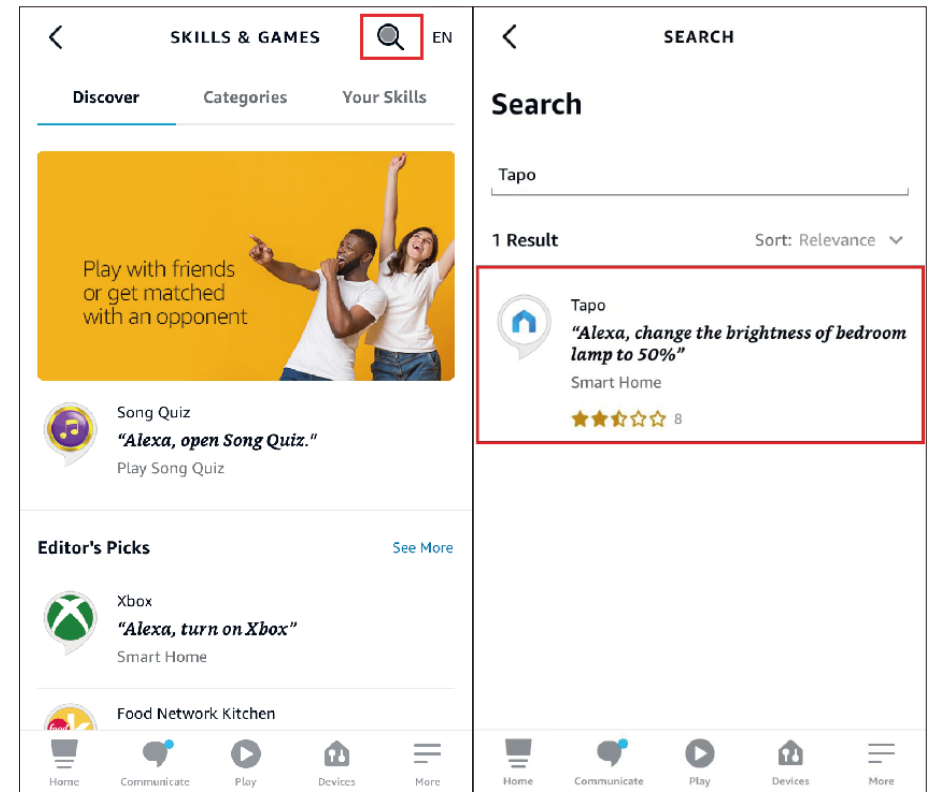 SKILLS & GAMES
EN
Discover
Categories
Your Skills
Play with friends
or get matched
with an opponent
Song Quiz
“Alexa, open Song Quiz."
Play Song Quiz
Editor's Picks
See More
Xbox
“Alexa, turn on Xbox”
Smart Home
Food Network Kitchen
food
Home
Communicate
Play
Devices
More
SEARCH
Search
Tapo
1 Result
Sort: Relevance
Tapo
“Alexa, change the brightness of bedroom
lamp to 50%”
Smart Home
8
Home
Communicate
Play
Devices
More